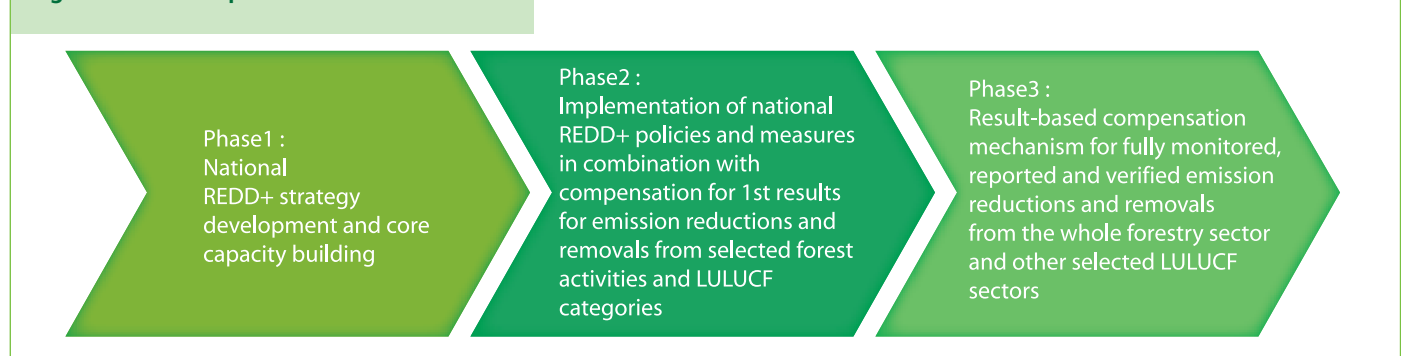 Phase1 :
National
REDD+ strategy
development and core
capacity building
Phase2 :
Implementation of national
REDD+ policies and measures
in combination with
compensation for 1st results
for emission reductions and
removals from selected forest
activities and LULUCF
categories
Phase3 :
Result-based compensation
mechanism for fully monitored,
reported and verified emission
reductions and removals
from the whole forestry sector
and other selected LULUCF
sectors